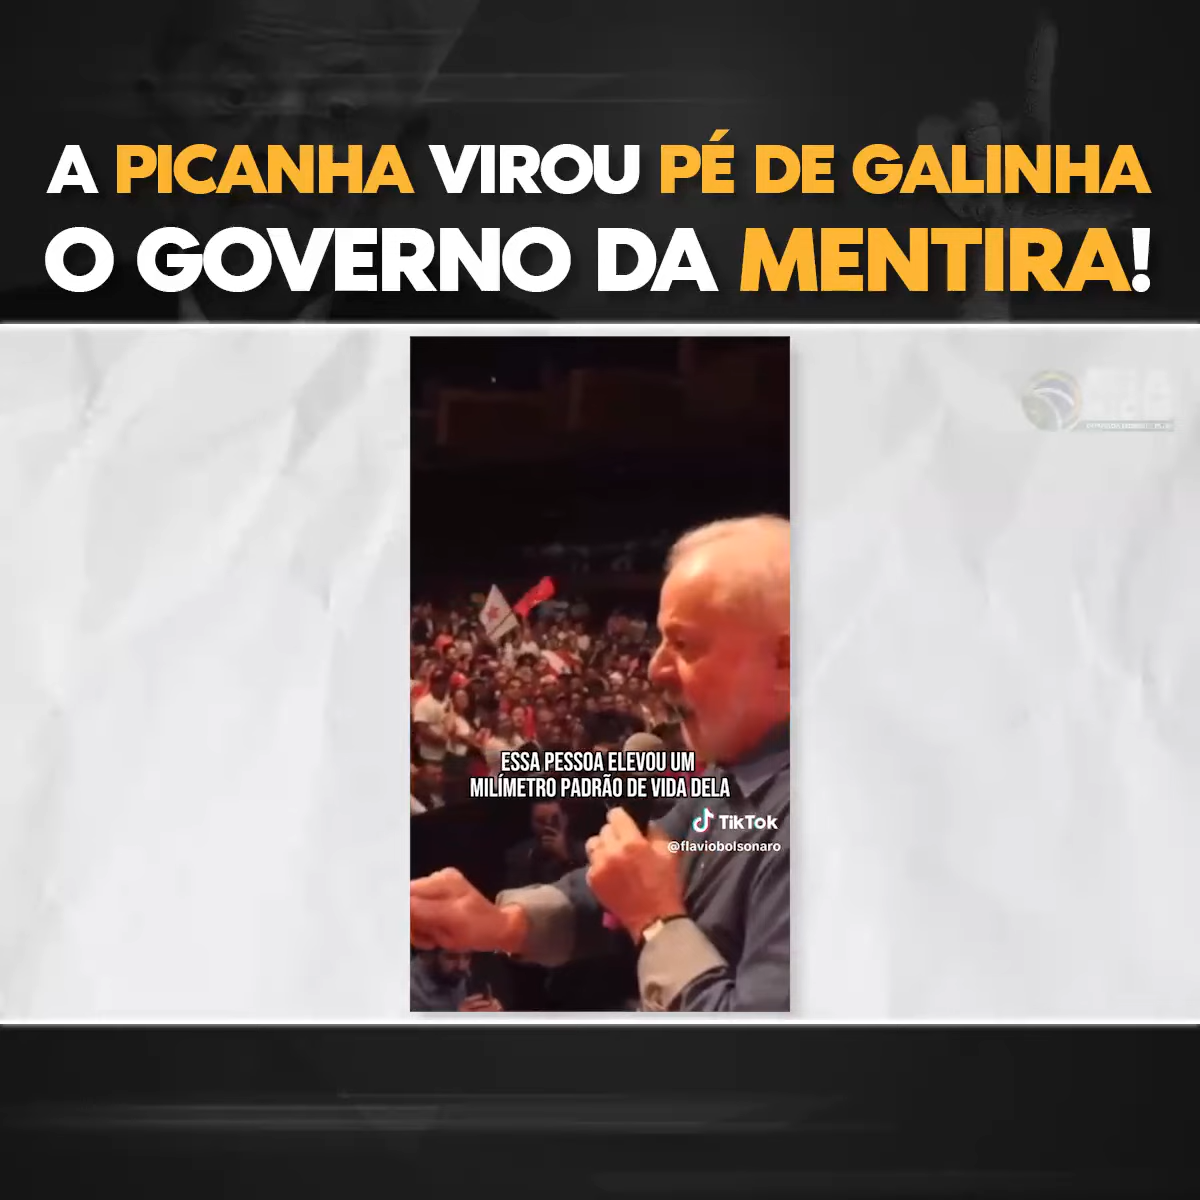 A PICANHA VIROU PÉ DE GALINHA
O GOVERNO DA MENTIRA!
ESSA PESSOA ELEVOU UM
MILÍMETRO PADRÃO DE VIDA DELA
TikTok
@flaviobolsonaro